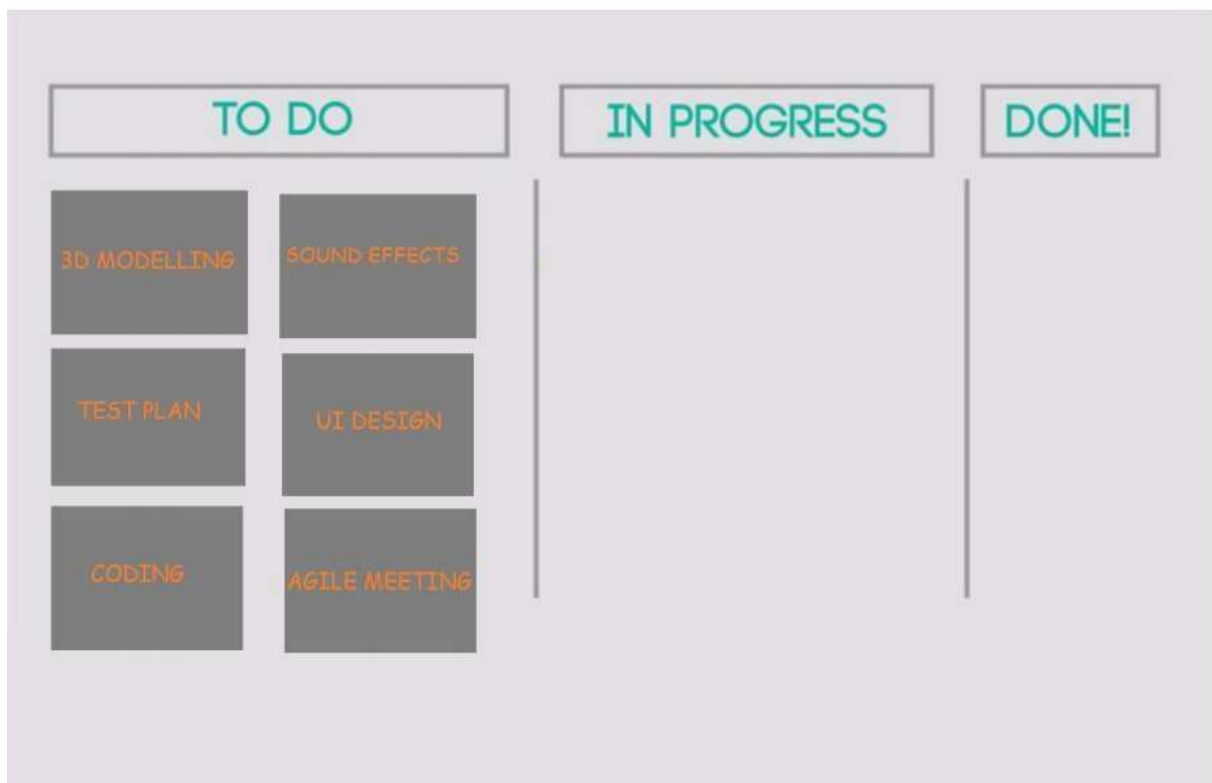 TO DO
IN PROGRESS
DONE!
3D MODELLING
SOUND EFFECTS
TEST PLAN
UI DESIGN
CODING
AGILE MEETING